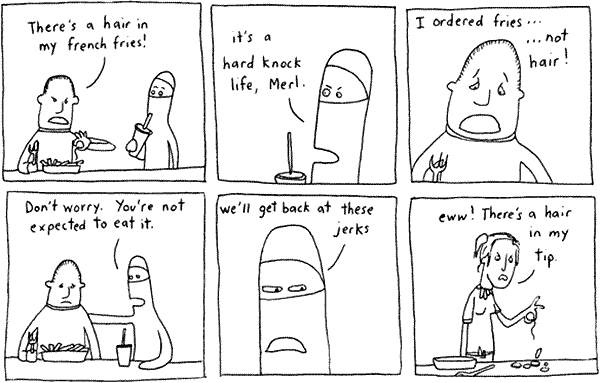 There's a hair in
my french fries!
it's a
hard knock
life, Merl.
I ordered fries...
...not
hair!
Don't worry. You're not
expected to eat it.
we'll get back at these
jerks
eww! There's a hair
in my
tip.